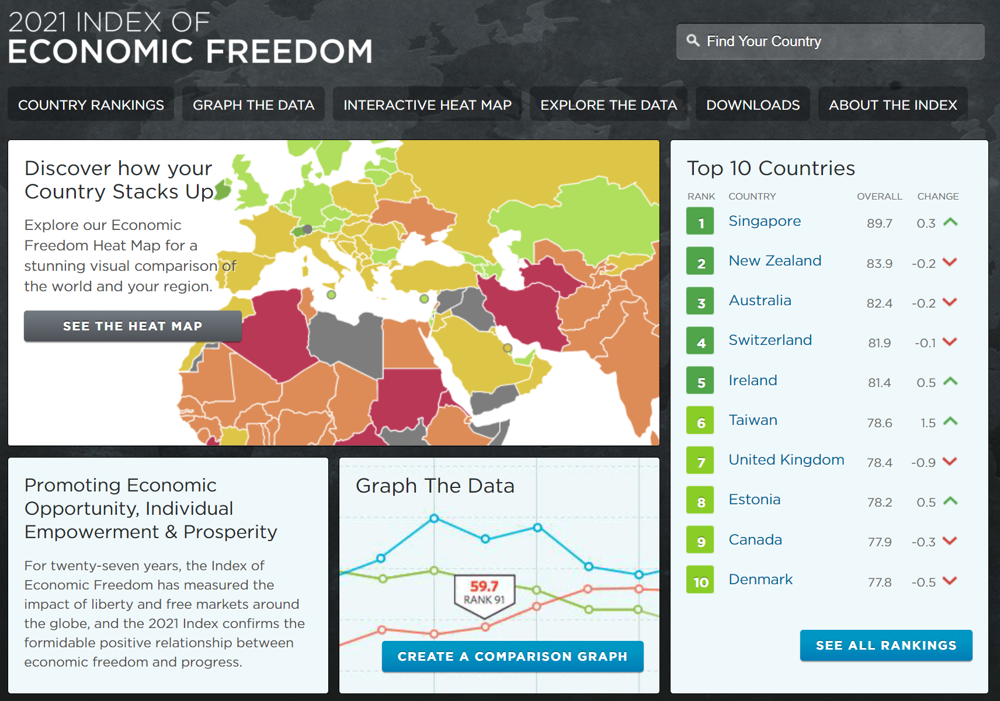 2021 INDEX OF
ECONOMIC FREEDOM
Find Your Country
COUNTRY RANKINGS
GRAPH THE DATA
INTERACTIVE HEAT MAP
EXPLORE THE DATA
DOWNLOADS
ABOUT THE INDEX
Discover how your
Country Stacks Up
Explore our Economic
Freedom Heat Map for a
stunning visual comparison of
the world and your region.
SEE THE HEAT MAP
Top 10 Countries
RANK COUNTRY OVERALL CHANGE
1 Singapore 89.7 0.3
2 New Zealand 83.9 -0.2
3 Australia 82.4 -0.2
4 Switzerland 81.9 -0.1
5 Ireland 81.4 0.5
6 Taiwan 78.6 1.5
7 United Kingdom 78.4 -0.9
8 Estonia 78.2 0.5
9 Canada 77.9 -0.3
10 Denmark 77.8 -0.5
SEE ALL RANKINGS
Promoting Economic
Opportunity, Individual
Empowerment & Prosperity
For twenty-seven years, the Index of
Economic Freedom has measured the
impact of liberty and free markets around
the globe, and the 2021 Index confirms the
formidable positive relationship between
economic freedom and progress.
Graph The Data
59.7
RANK 91
CREATE A COMPARISON GRAPH